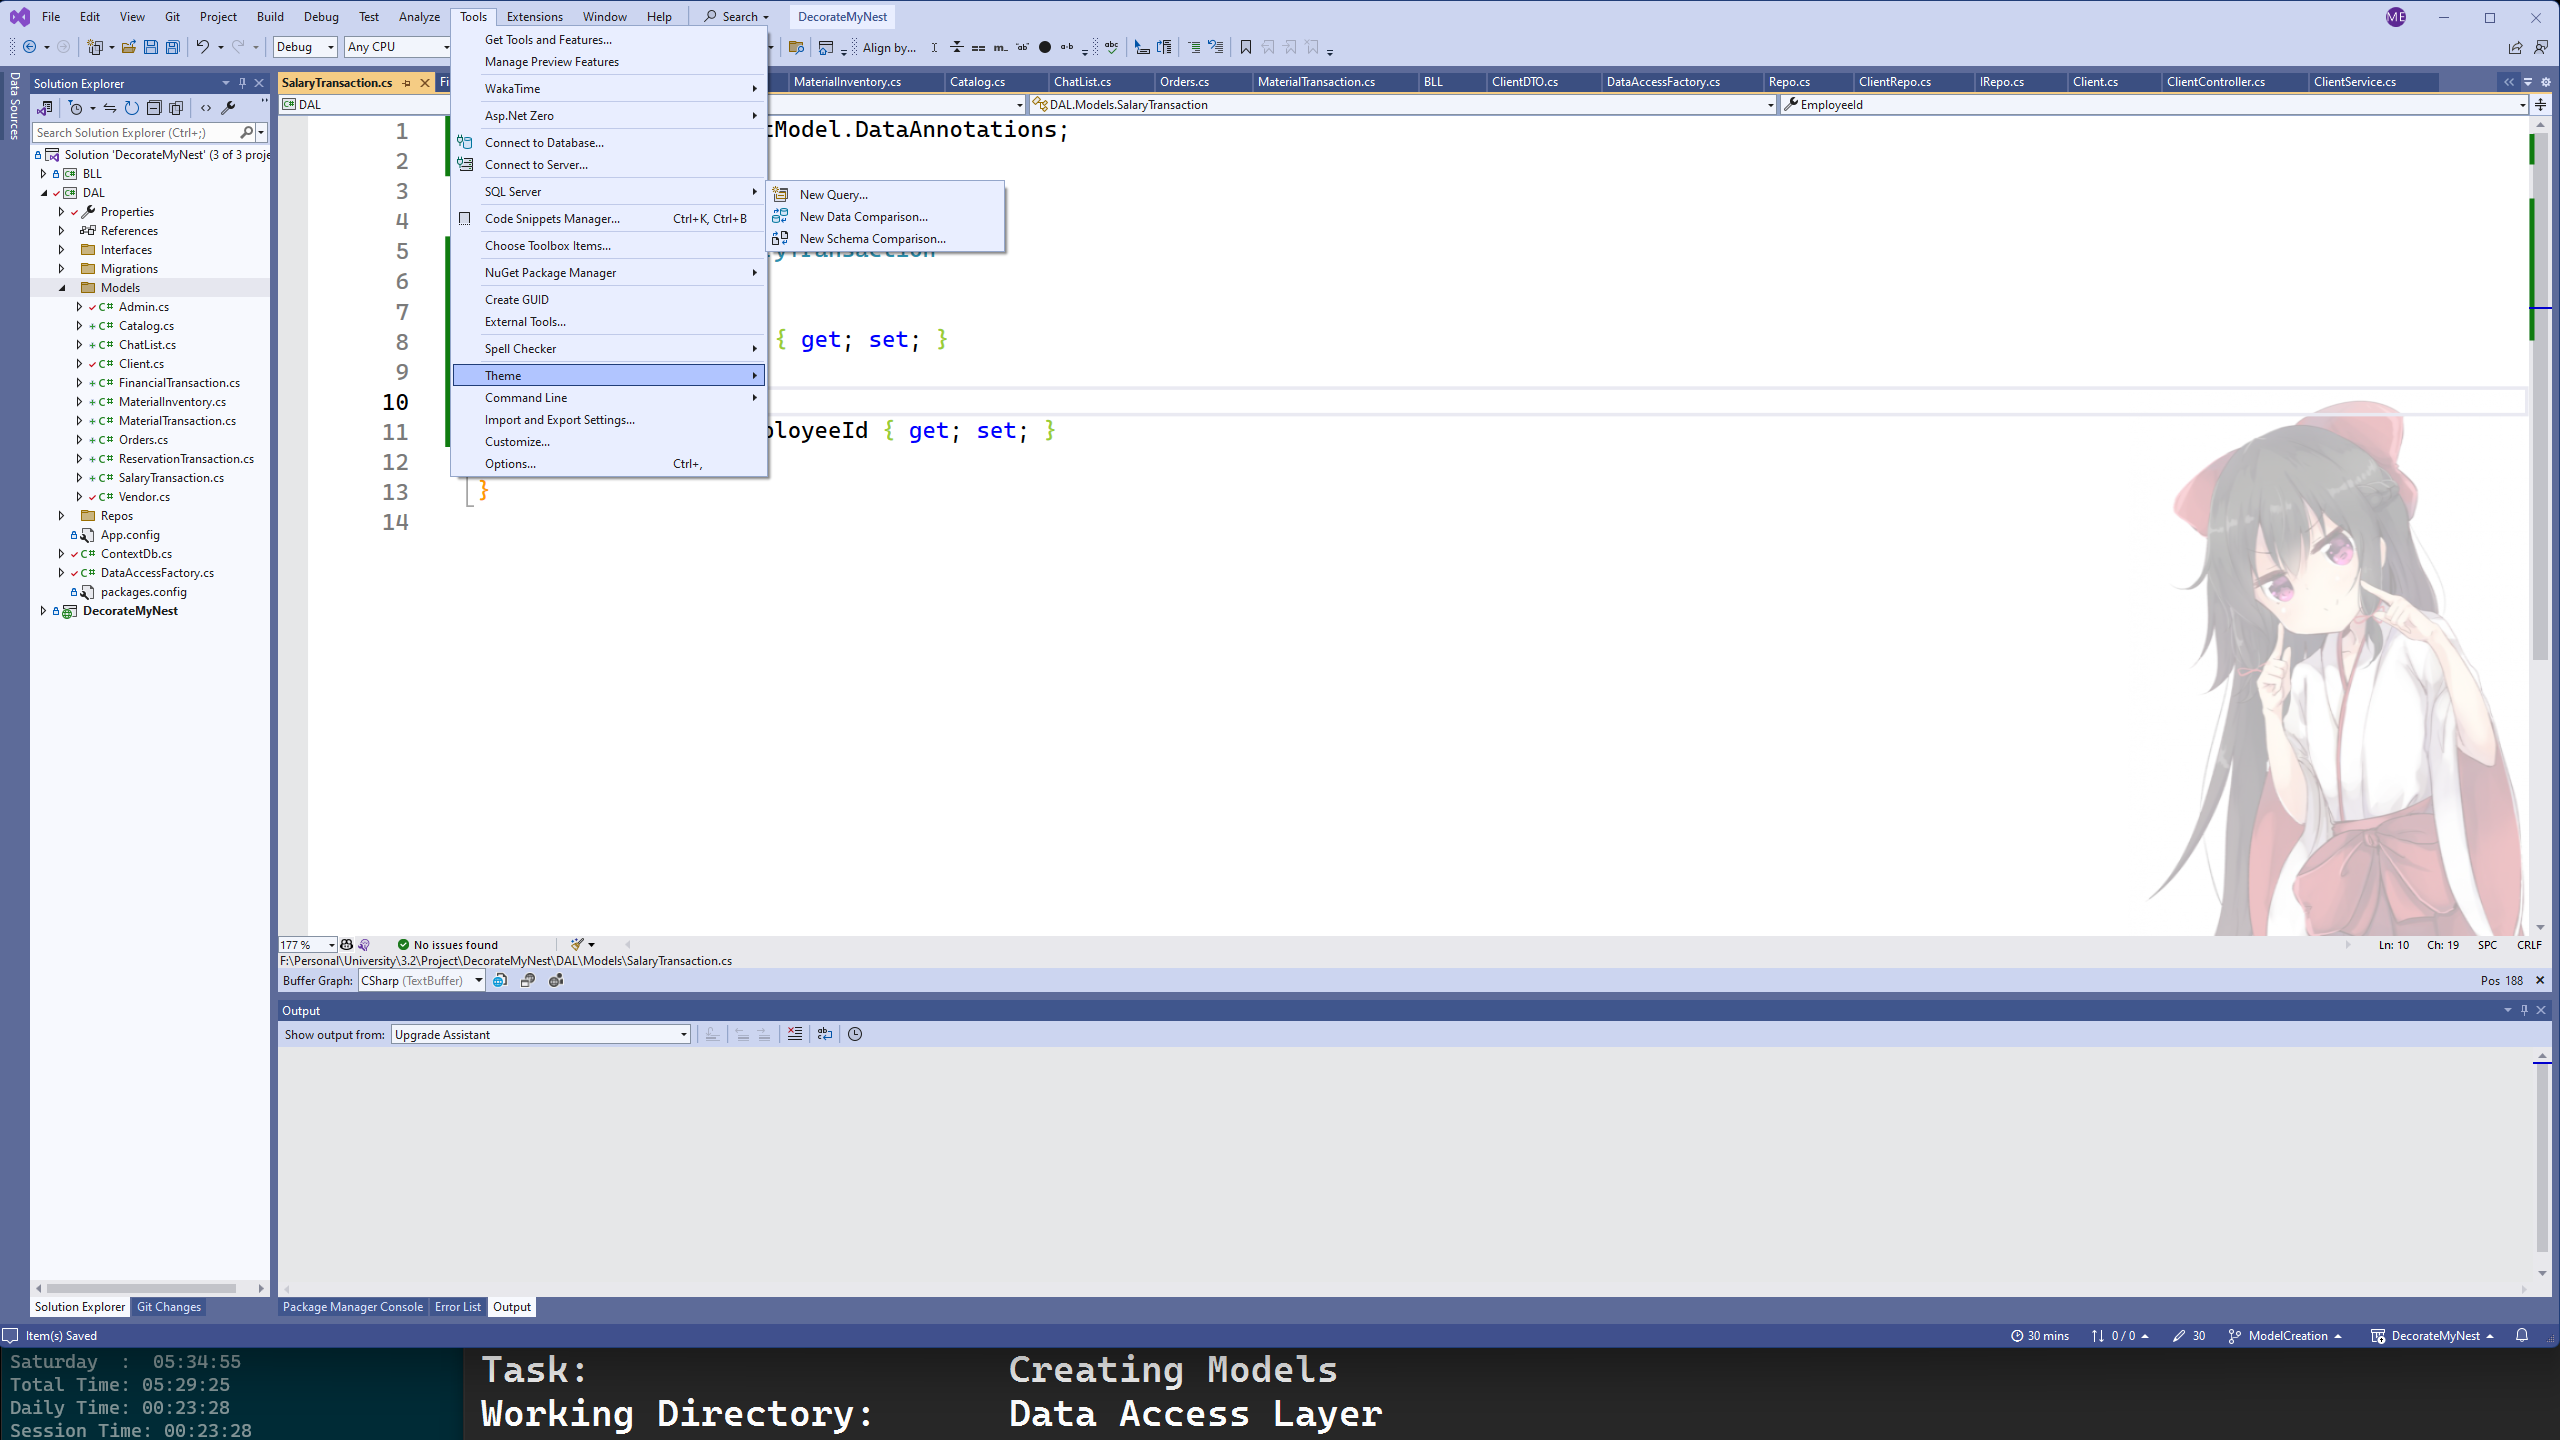 File Edit View Git Project Build Debug Test Analyze Tools Extensions Window Help Search DecorateMyNest ME
Debug Any CPU Align by...
Data Sources
Solution Explorer
Search Solution Explorer (Ctrl+;)
Solution 'DecorateMyNest' (3 of 3 proje
BLL
DAL
Properties
References
Interfaces
Migrations
Models
Admin.cs
Catalog.cs
ChatList.cs
Client.cs
FinancialTransaction.cs
MaterialInventory.cs
MaterialTransaction.cs
Orders.cs
ReservationTransaction.cs
SalaryTransaction.cs
Vendor.cs
Repos
App.config
ContextDb.cs
DataAccessFactory.cs
packages.config
DecorateMyNest
Solution Explorer Git Changes
SalaryTransaction.cs Fi MaterialInventory.cs Catalog.cs ChatList.cs Orders.cs MaterialTransaction.cs BLL ClientDTO.cs DataAccessFactory.cs Repo.cs ClientRepo.cs IRepo.cs Client.cs ClientController.cs ClientService.cs
DAL DAL.Models.SalaryTransaction EmployeeId
Get Tools and Features...
Manage Preview Features
WakaTime
Asp.Net Zero
Connect to Database...
Connect to Server...
SQL Server
Code Snippets Manager... Ctrl+K, Ctrl+B
Choose Toolbox Items...
NuGet Package Manager
Create GUID
External Tools...
Spell Checker
Theme
Command Line
Import and Export Settings...
Customize...
Options... Ctrl+,
New Query...
New Data Comparison...
New Schema Comparison...
1 tModel.DataAnnotations;
2
3
4
5 yTransaction
6
7
8 { get; set; }
9
10
11 ployeeId { get; set; }
12
13 }
14
177 % No issues found Ln: 10 Ch: 19 SPC CRLF
F:\Personal\University\3.2\Project\DecorateMyNest\DAL\Models\SalaryTransaction.cs
Buffer Graph: CSharp (TextBuffer) Pos 188
Output
Show output from: Upgrade Assistant
Package Manager Console Error List Output
Item(s) Saved 30 mins 0 / 0 30 ModelCreation DecorateMyNest
Saturday : 05:34:55
Total Time: 05:29:25
Daily Time: 00:23:28
Session Time: 00:23:28
Task: Creating Models
Working Directory: Data Access Layer